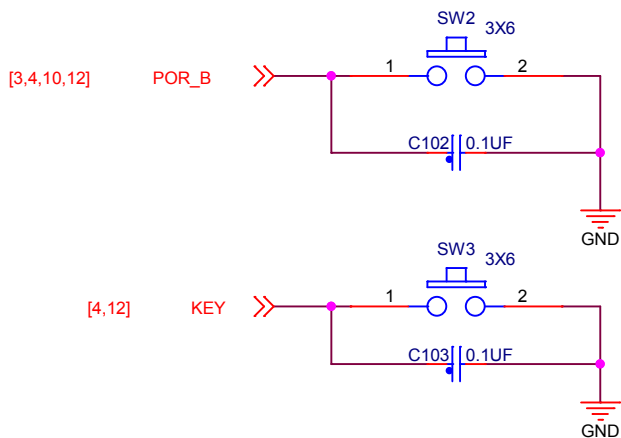 SW2 3X6
1 2
[3,4,10,12] POR_B
C102 0.1UF
GND
SW3 3X6
1 2
[4,12] KEY
C103 0.1UF
GND